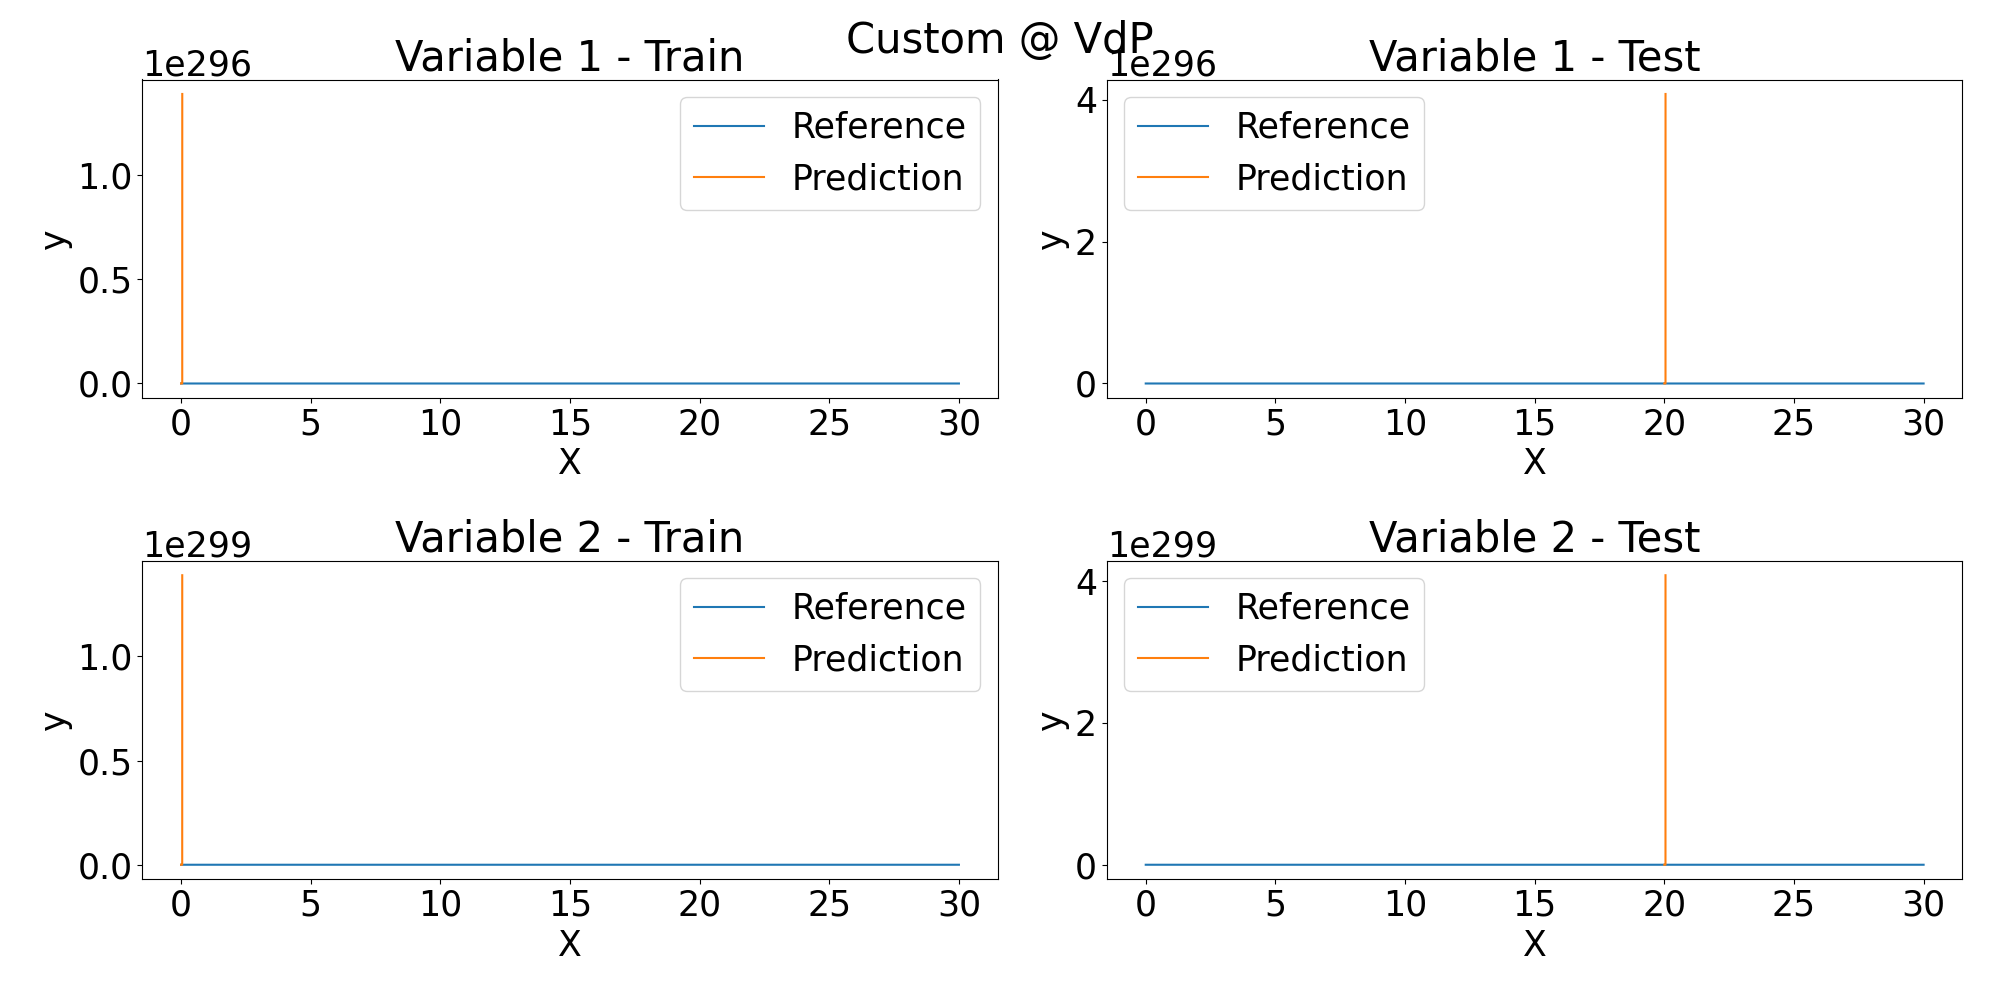 Custom @ VdP
Variable 1 - Train
1e296
1.0
0.5
0.0
y
Reference
Prediction
0 5 10 15 20 25 30
X
Variable 1 - Test
1e296
4
2
0
y
Reference
Prediction
0 5 10 15 20 25 30
X
Variable 2 - Train
1e299
1.0
0.5
0.0
y
Reference
Prediction
0 5 10 15 20 25 30
X
Variable 2 - Test
1e299
4
2
0
y
Reference
Prediction
0 5 10 15 20 25 30
X